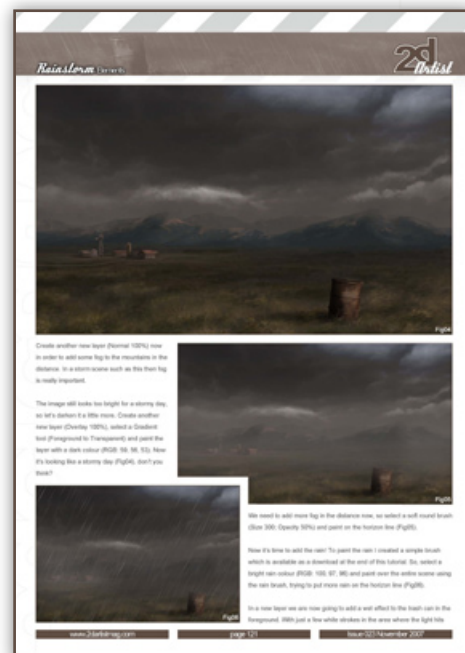 Rainstorm Elements
2d Artist
Fig04
Create another new layer (Normal 100%) now
in order to add some fog to the mountains in the
distance. In a storm scene such as this then fog
is really important.
The image still looks too bright for a stormy day,
so let's darken it a little more. Create another
new layer (Overlay 100%), select a Gradient
tool (Foreground to Transparent) and paint the
layer with a dark colour (RGB: 59, 56, 53). Now
it's looking like a stormy day (Fig04), don't you
think?
Fig05
We need to add more fog in the distance now, so select a soft round brush
(Size 300; Opacity 50%) and paint on the horizon line (Fig05).
Now it's time to add the rain! To paint the rain I created a simple brush
which is available as a download at the end of this tutorial. So, select a
bright rain colour (RGB: 100, 97, 96) and paint over the entire scene using
the rain brush, trying to put more rain on the horizon line (Fig06).
Fig06
In a new layer we are now going to add a wet effect to the trash can in the
foreground. With just a few white strokes in the area where the light hits
www.2dartistmag.com
page 121
Issue 023 November 2007